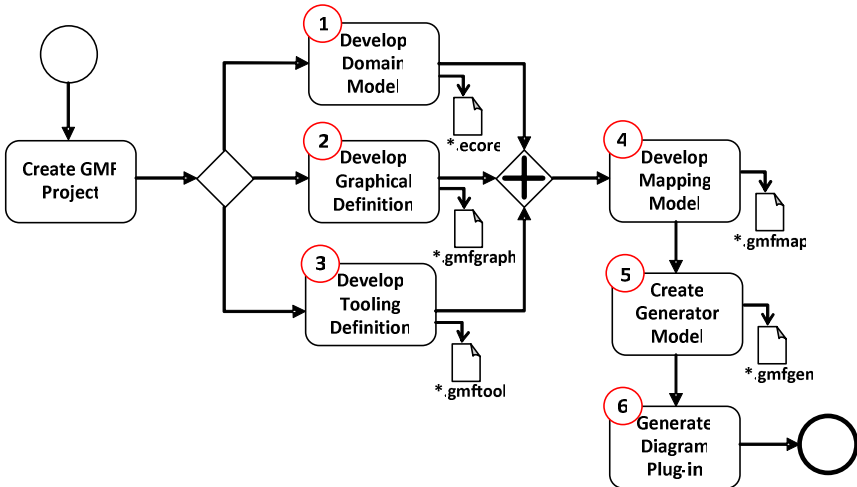 Create GMF
Project
1
Develop
Domain
Model
*.ecore
2
Develop
Graphical
Definition
*.gmfgraph
3
Develop
Tooling
Definition
*.gmftool
4
Develop
Mapping
Model
*.gmfmap
5
Create
Generator
Model
*.gmfgen
6
Generate
Diagram
Plug-in